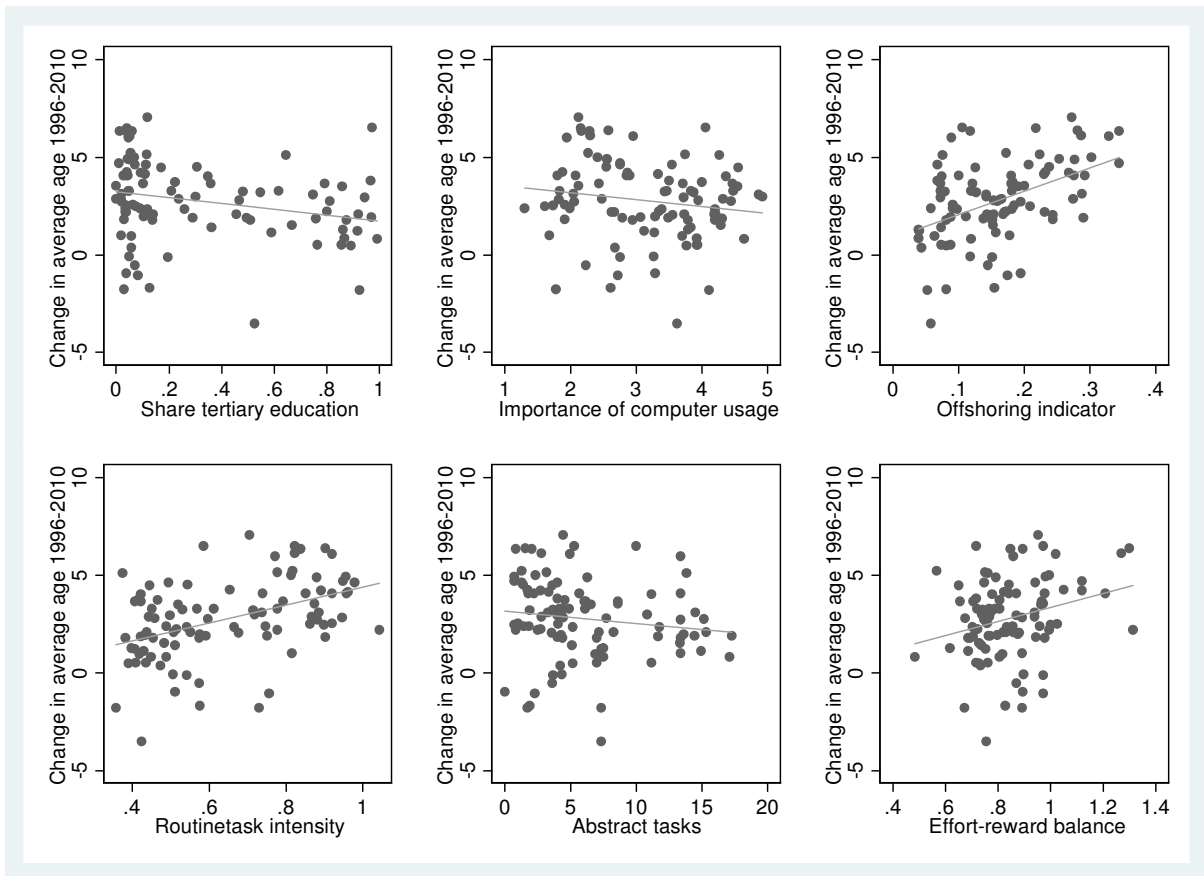 Change in average age 1996-2010
10
5
0
-5
0 .2 .4 .6 .8 1
Share tertiary education
Change in average age 1996-2010
10
5
0
-5
1 2 3 4 5
Importance of computer usage
Change in average age 1996-2010
10
5
0
-5
0 .1 .2 .3 .4
Offshoring indicator
Change in average age 1996-2010
10
5
0
-5
.4 .6 .8 1
Routinetask intensity
Change in average age 1996-2010
10
5
0
-5
0 5 10 15 20
Abstract tasks
Change in average age 1996-2010
10
5
0
-5
.4 .6 .8 1 1.2 1.4
Effort-reward balance